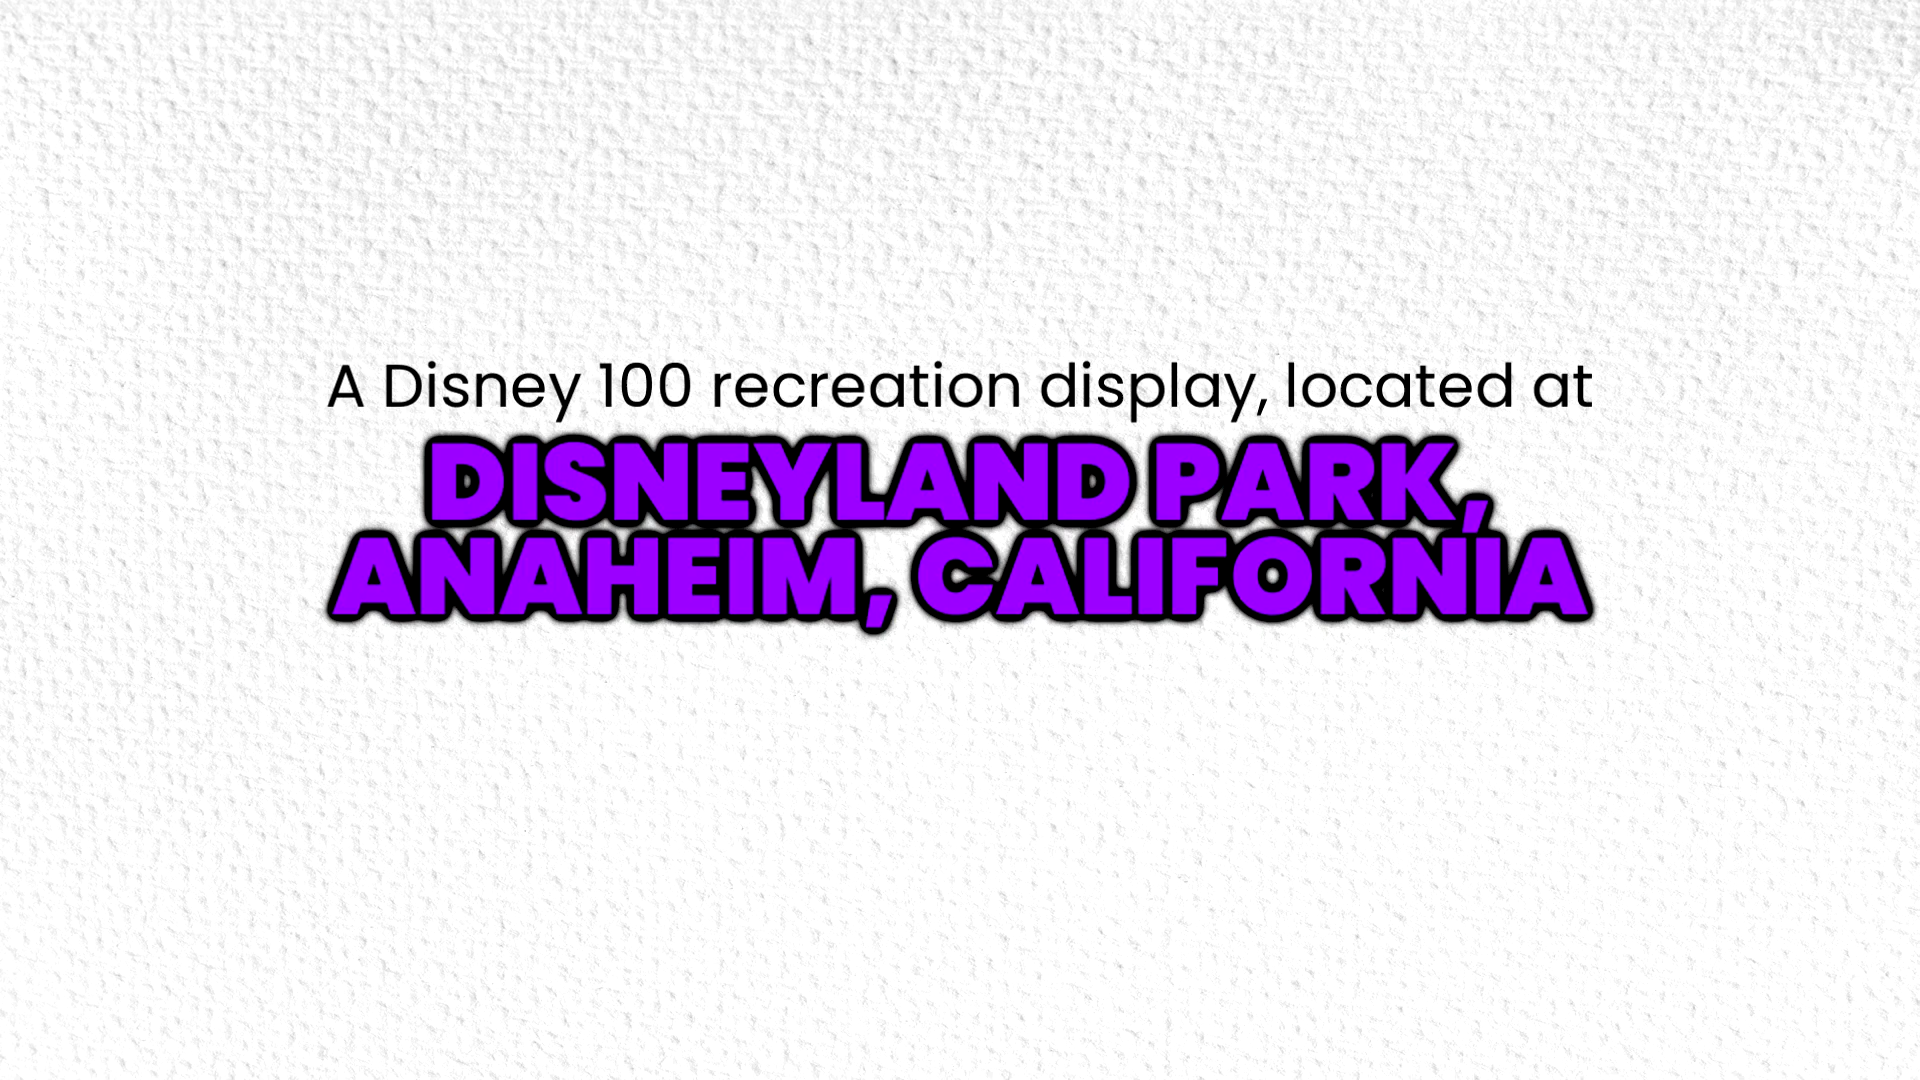 A Disney 100 recreation display, located at
DISNEYLAND PARK,
ANAHEIM, CALIFORNIA